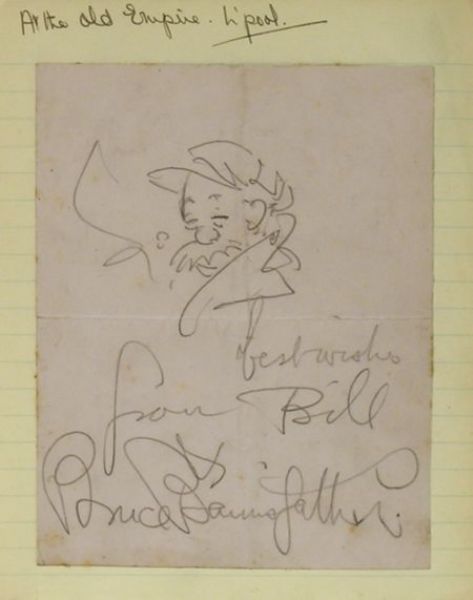 At the old Empire. L'pool.
best wishes
from Bill
& 
Bruce Bairnsfather.